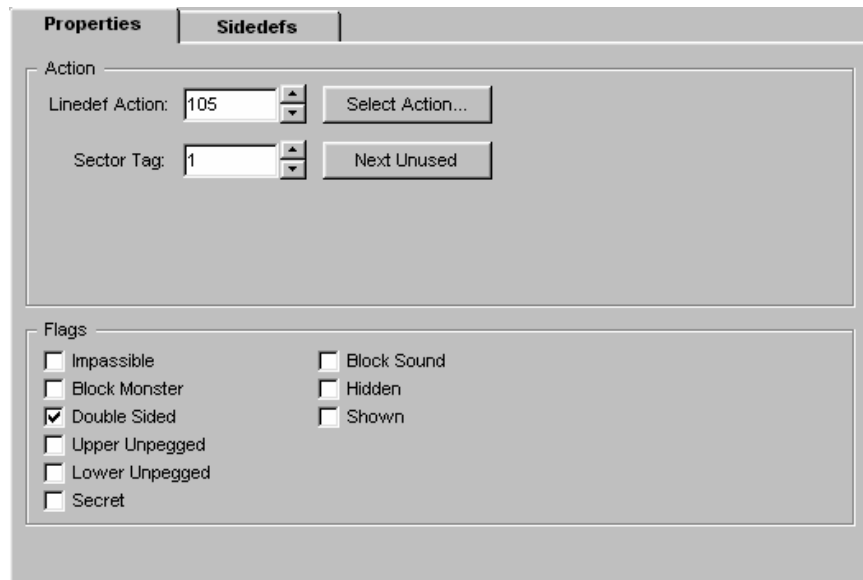 Properties Sidedefs
Action
Linedef Action: 105 Select Action...
Sector Tag: 1 Next Unused
Flags
Impassible Block Sound
Block Monster Hidden
Double Sided Shown
Upper Unpegged
Lower Unpegged
Secret